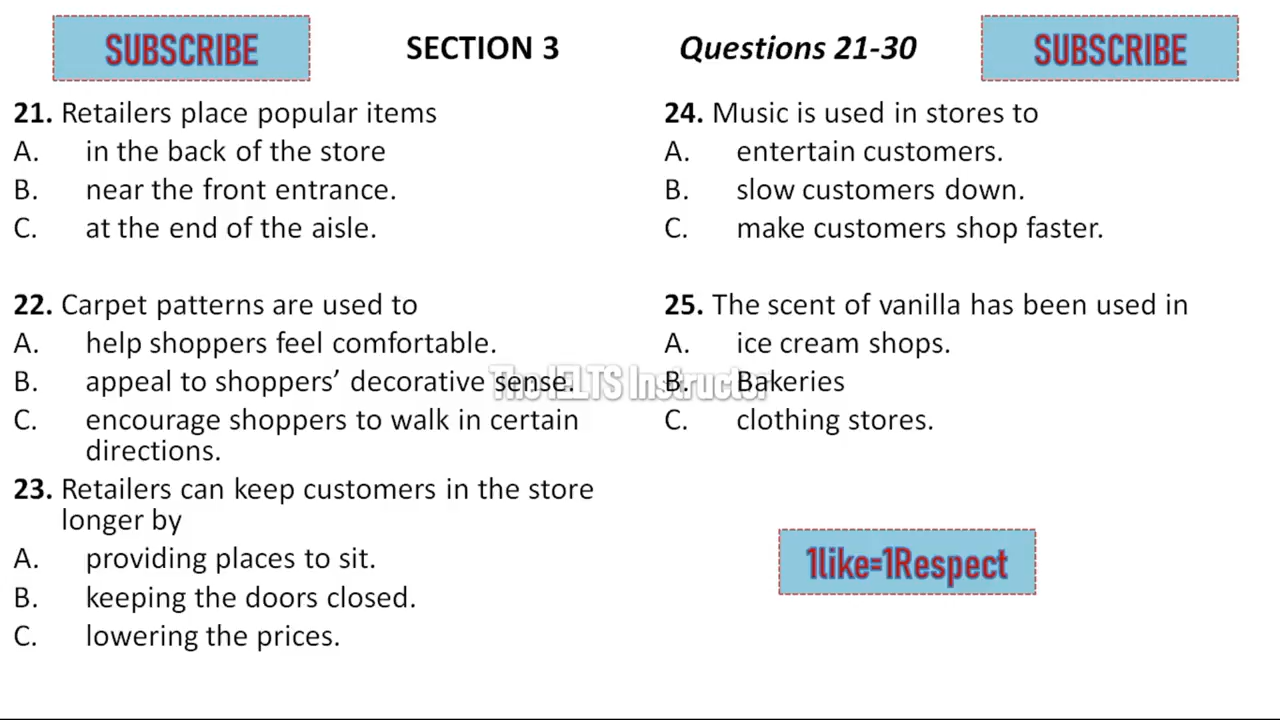 SUBSCRIBE
SECTION 3
Questions 21-30
SUBSCRIBE
21. Retailers place popular items
A. in the back of the store
B. near the front entrance.
C. at the end of the aisle.
22. Carpet patterns are used to
A. help shoppers feel comfortable.
B. appeal to shoppers’ decorative sense.
C. encourage shoppers to walk in certain
directions.
23. Retailers can keep customers in the store
longer by
A. providing places to sit.
B. keeping the doors closed.
C. lowering the prices.
24. Music is used in stores to
A. entertain customers.
B. slow customers down.
C. make customers shop faster.
25. The scent of vanilla has been used in
A. ice cream shops.
B. Bakeries
C. clothing stores.
The IELTS Instructor
1like=1Respect